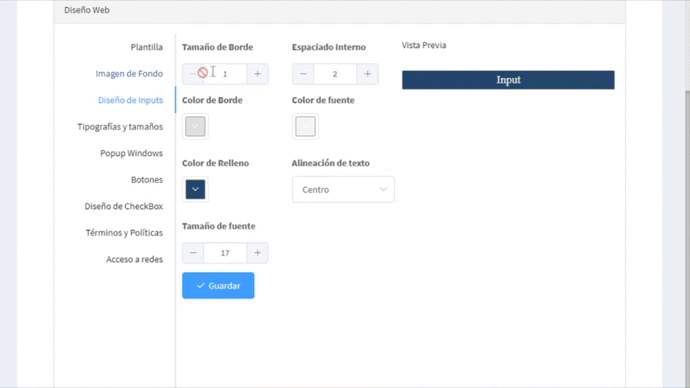 Diseño Web
Plantilla
Imagen de Fondo
Diseño de Inputs
Tipografías y tamaños
Popup Windows
Botones
Diseño de CheckBox
Términos y Políticas
Acceso a redes
Tamaño de Borde
− 1 +
Espaciado Interno
− 2 +
Color de Borde
Color de fuente
Color de Relleno
Alineación de texto
Centro
Tamaño de fuente
− 17 +
Guardar
Vista Previa
Input